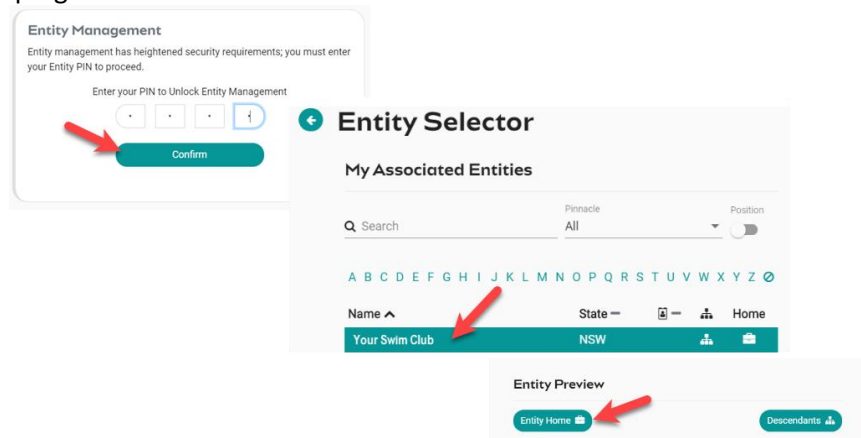 Entity Management
Entity management has heightened security requirements; you must enter
your Entity PIN to proceed.
Enter your PIN to Unlock Entity Management
Confirm
Entity Selector
My Associated Entities
Pinnacle
Position
Search
All
A B C D E F G H I J K L M N O P Q R S T U V W X Y Z
Name State Home
Your Swim Club NSW
Entity Preview
Entity Home
Descendants